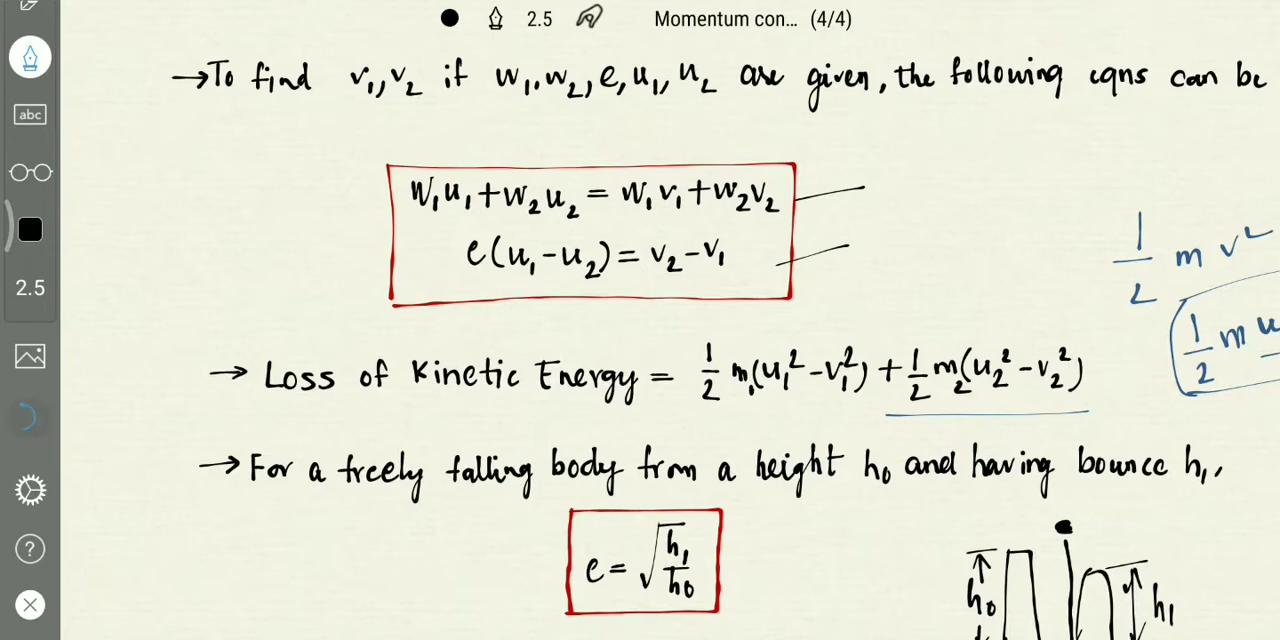 2.5 Momentum con... (4/4)
→To find v₁,v₂ if w₁,w₂,e,u₁,u₂ are given, the following eqns can be
abc
W₁u₁+w₂u₂ = w₁v₁+w₂v₂
e(u₁-u₂) = v₂-v₁
1/2 m v²
2.5
1/2 m u
→ Loss of Kinetic Energy = 1/2 m₁(u₁²-v₁²) + 1/2 m₂(u₂²-v₂²)
→ For a freely falling body from a height h₀ and having bounce h₁,
e = √h₁/h₀
h₀ h₁
?